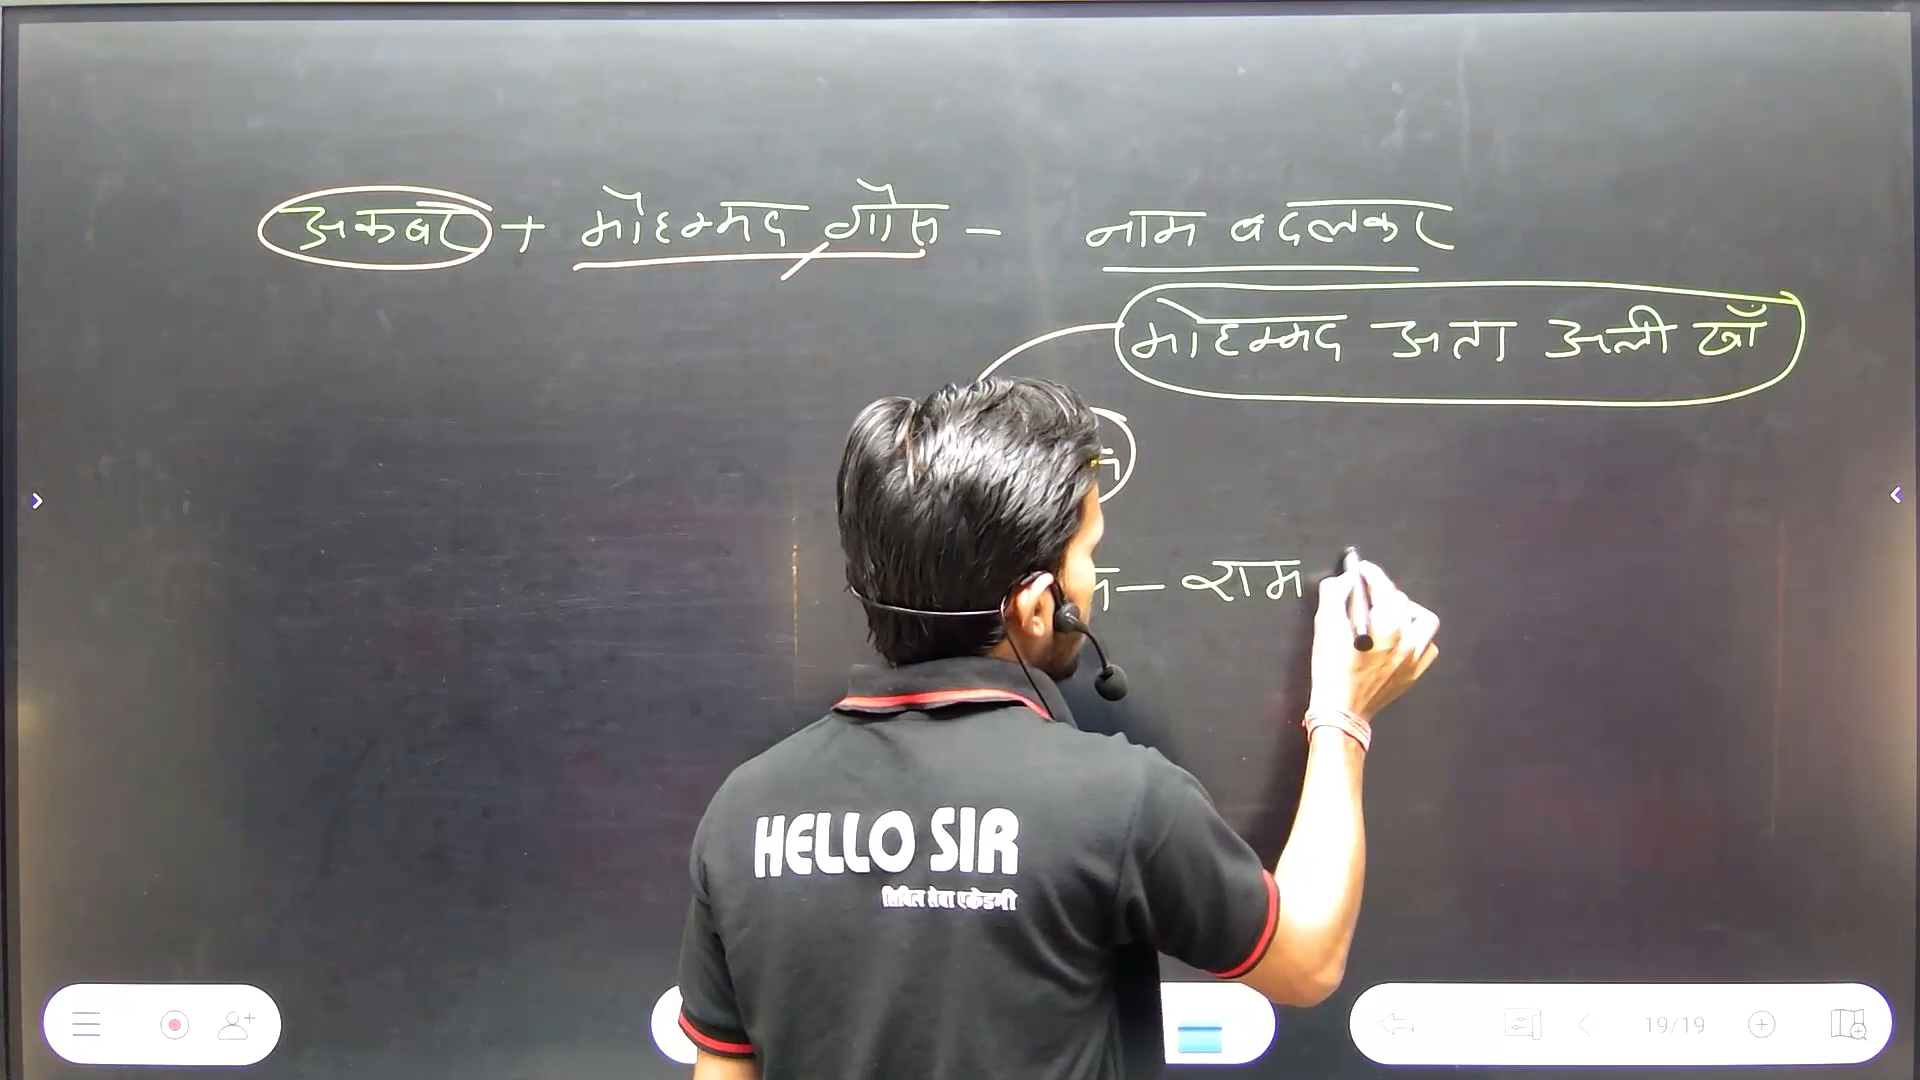 अकबर + मोहम्मद गौस - नाम बदलकर
मोहम्मद अता अली खाँ
- राम
HELLO SIR
सिविल सेवा एकेडमी
19/19